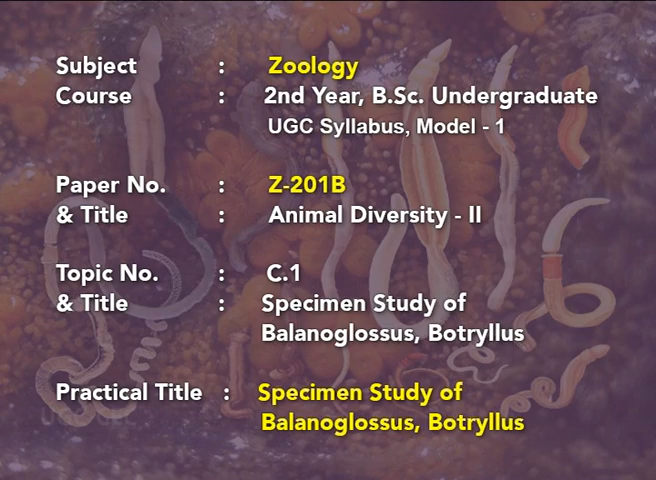 Subject : Zoology
Course : 2nd Year, B.Sc. Undergraduate
UGC Syllabus, Model - 1
Paper No. : Z-201B
& Title : Animal Diversity - II
Topic No. : C.1
& Title : Specimen Study of
Balanoglossus, Botryllus
Practical Title : Specimen Study of
Balanoglossus, Botryllus